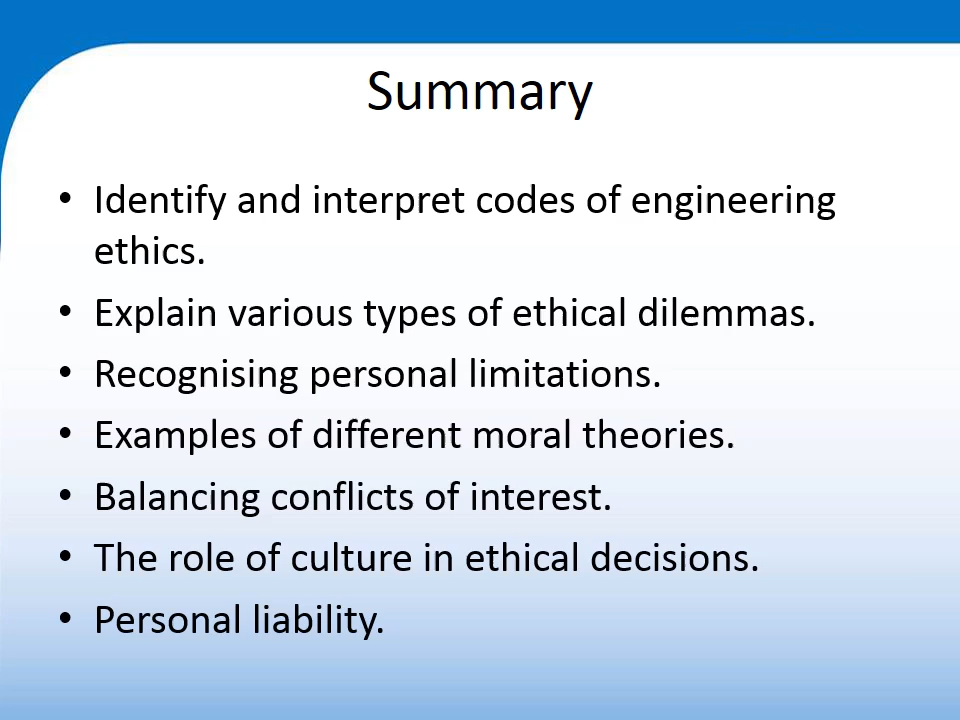 Summary
• Identify and interpret codes of engineering
ethics.
• Explain various types of ethical dilemmas.
• Recognising personal limitations.
• Examples of different moral theories.
• Balancing conflicts of interest.
• The role of culture in ethical decisions.
• Personal liability.